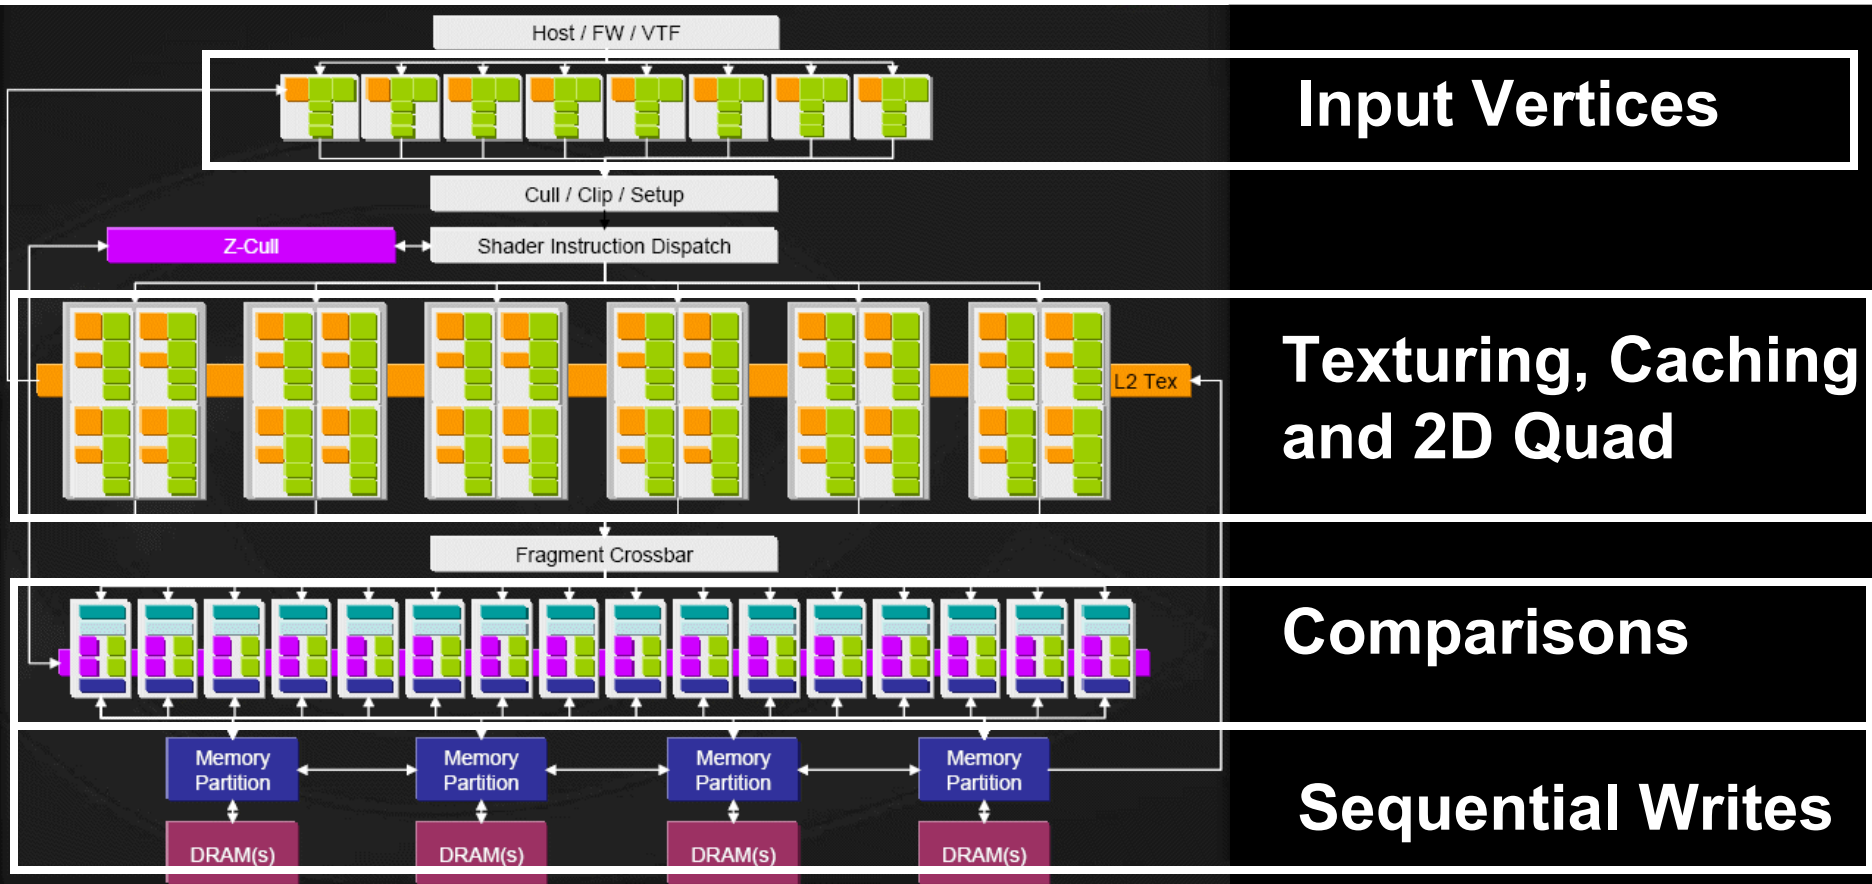 Host / FW / VTF
Input Vertices
Cull / Clip / Setup
Z-Cull
Shader Instruction Dispatch
L2 Tex
Texturing, Caching
and 2D Quad
Fragment Crossbar
Comparisons
Memory
Partition
Memory
Partition
Memory
Partition
Memory
Partition
Sequential Writes
DRAM(s)
DRAM(s)
DRAM(s)
DRAM(s)